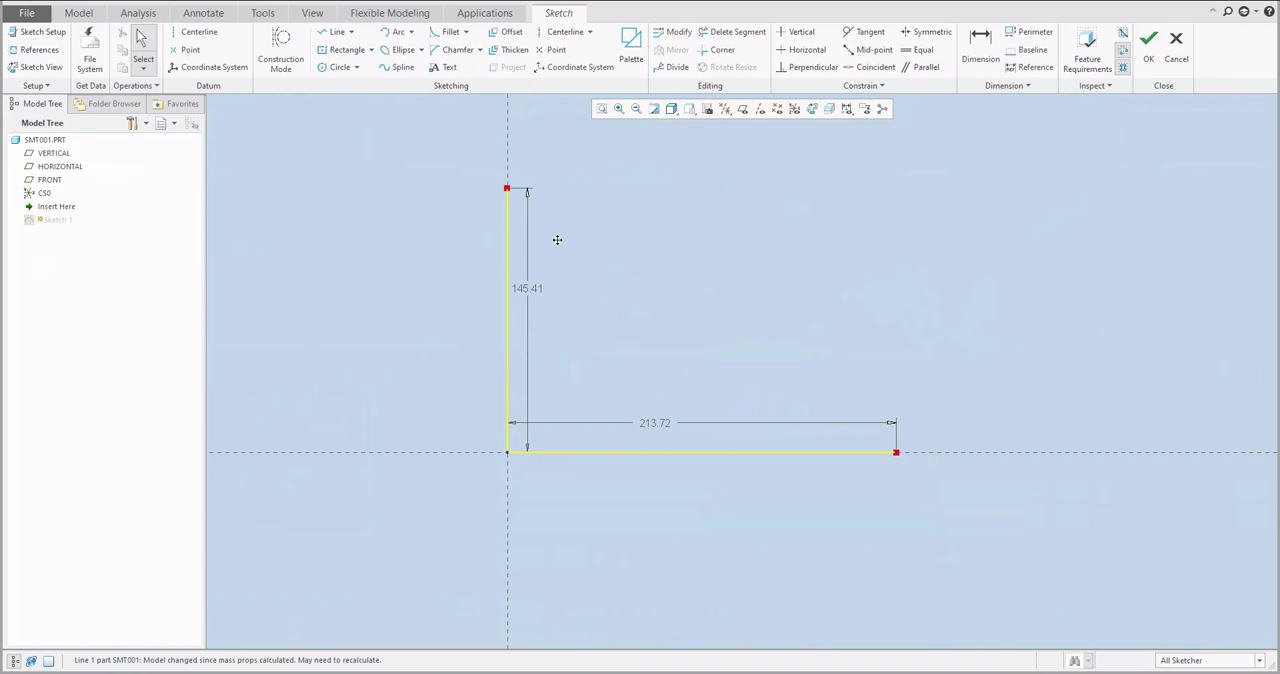 File Model Analysis Annotate Tools View Flexible Modeling Applications Sketch
Sketch Setup
References
Sketch View
Setup
File System
Get Data
Select
Operations
Centerline
Point
Coordinate System
Datum
Construction Mode
Line Arc Fillet Offset Centerline
Rectangle Ellipse Chamfer Thicken Point
Circle Spline Text Project Coordinate System
Palette
Sketching
Modify Delete Segment
Mirror Corner
Divide Rotate Resize
Editing
Vertical Tangent Symmetric
Horizontal Mid-point Equal
Perpendicular Coincident Parallel
Constrain
Dimension
Perimeter
Baseline
Reference
Dimension
Feature Requirements
Inspect
OK Cancel
Close
Model Tree Folder Browser Favorites
Model Tree
SMT001.PRT
VERTICAL
HORIZONTAL
FRONT
CS0
Insert Here
Sketch 1
145.41
213.72
Line 1 part SMT001: Model changed since mass props calculated. May need to recalculate.
All Sketcher